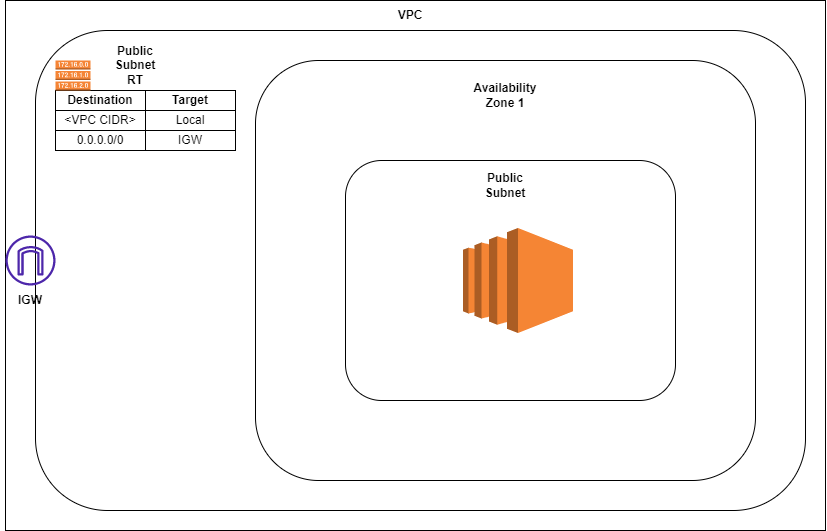 VPC
Public
Subnet
RT
172.16.0.0
172.16.1.0
172.16.2.0
Destination Target
<VPC CIDR> Local
0.0.0.0/0 IGW
Availability
Zone 1
Public
Subnet
IGW